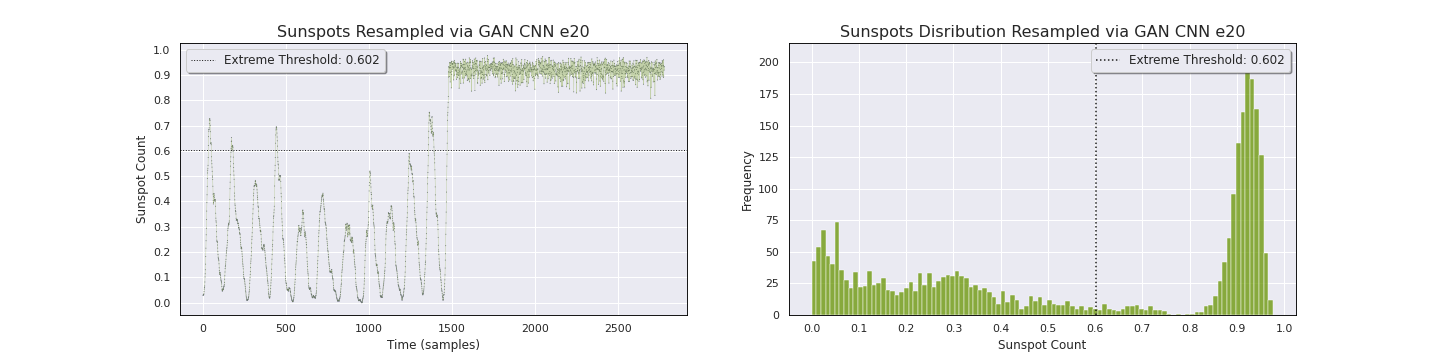 Sunspots Resampled via GAN CNN e20
Extreme Threshold: 0.602
1.0
0.9
0.8
0.7
0.6
0.5
0.4
0.3
0.2
0.1
0.0
Sunspot Count
0 500 1000 1500 2000 2500
Time (samples)
Sunspots Disribution Resampled via GAN CNN e20
Extreme Threshold: 0.602
200
175
150
125
100
75
50
25
0
Frequency
0.0 0.1 0.2 0.3 0.4 0.5 0.6 0.7 0.8 0.9 1.0
Sunspot Count